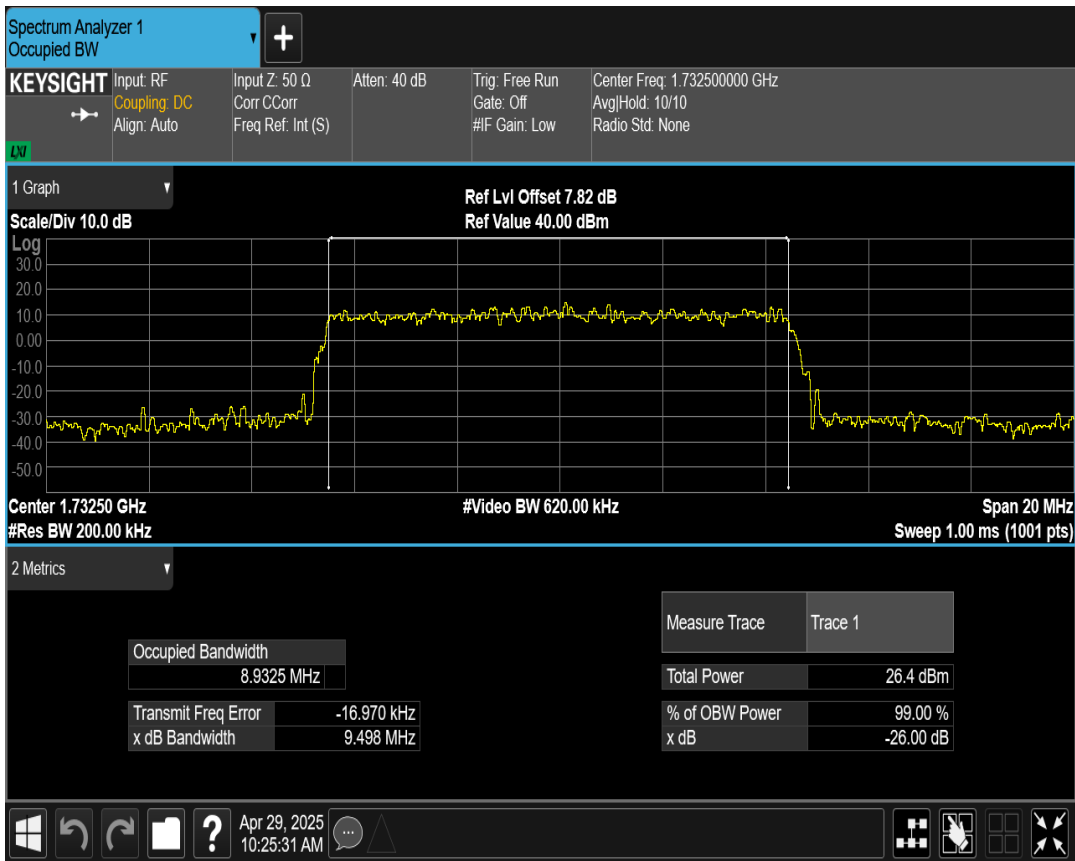 Spectrum Analyzer 1
Occupied BW
KEYSIGHT
LXI
Input: RF
Coupling: DC
Align: Auto
Input Z: 50 Ω
Corr CCorr
Freq Ref: Int (S)
Atten: 40 dB
Trig: Free Run
Gate: Off
#IF Gain: Low
Center Freq: 1.732500000 GHz
Avg|Hold: 10/10
Radio Std: None
1 Graph
Scale/Div 10.0 dB
Ref Lvl Offset 7.82 dB
Ref Value 40.00 dBm
Log
30.0
20.0
10.0
0.00
-10.0
-20.0
-30.0
-40.0
-50.0
Center 1.73250 GHz
#Video BW 620.00 kHz
Span 20 MHz
#Res BW 200.00 kHz
Sweep 1.00 ms (1001 pts)
2 Metrics
Measure Trace Trace 1
Occupied Bandwidth
8.9325 MHz
Total Power 26.4 dBm
Transmit Freq Error -16.970 kHz
% of OBW Power 99.00 %
x dB Bandwidth 9.498 MHz
x dB -26.00 dB
?
Apr 29, 2025
10:25:31 AM